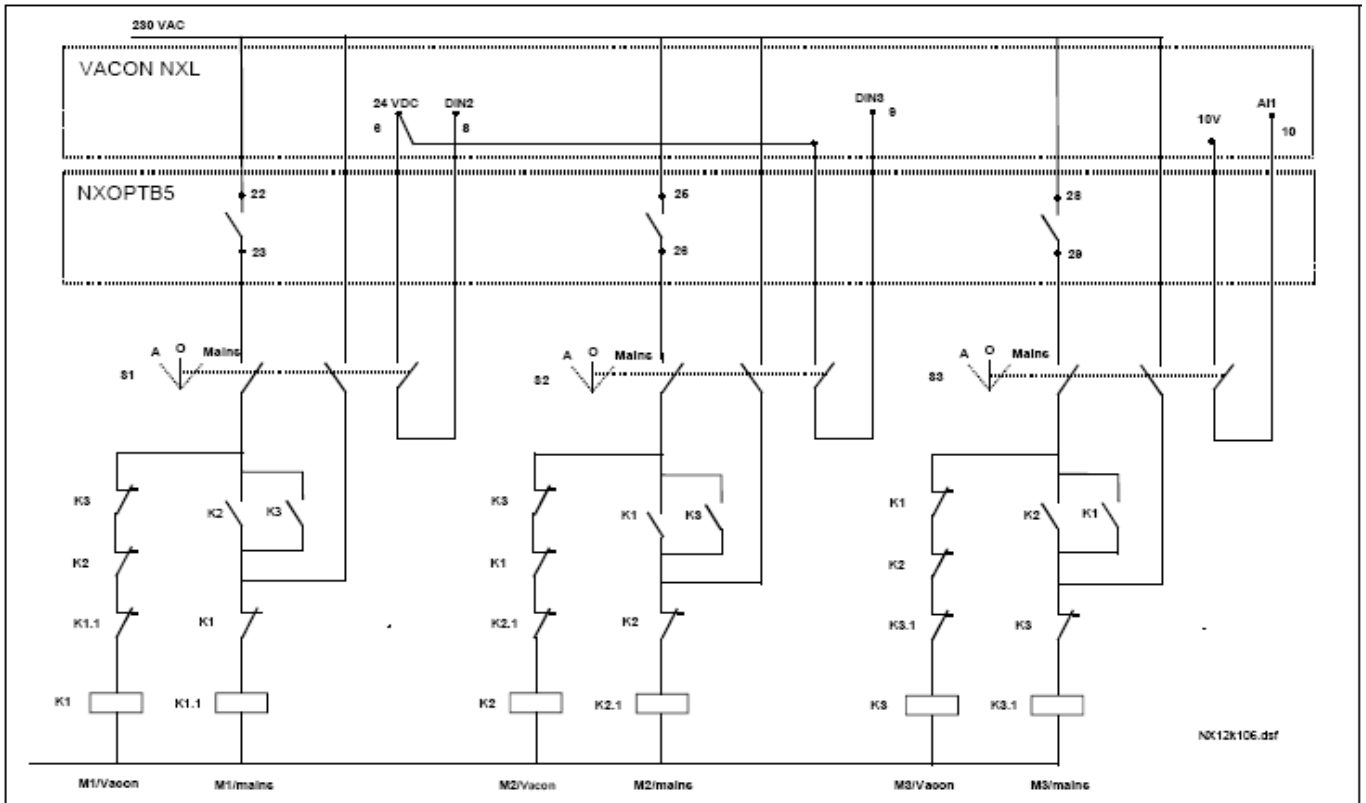 230 VAC
VACON NXL
24 VDC
DIN2
DIN3
10V
AI1
6
8
9
10
NXOPTB5
22
25
28
23
26
29
A O Mains
S1
A O Mains
S2
A O Mains
S3
K3
K2
K3
K2
K1.1
K1
K1
K1.1
K3
K1
K3
K1
K2.1
K2
K2
K2.1
K1
K2
K1
K2
K3.1
K3
K3
K3.1
NX12k106.dsf
M1/Vacon
M1/mains
M2/Vacon
M2/mains
M3/Vacon
M3/mains